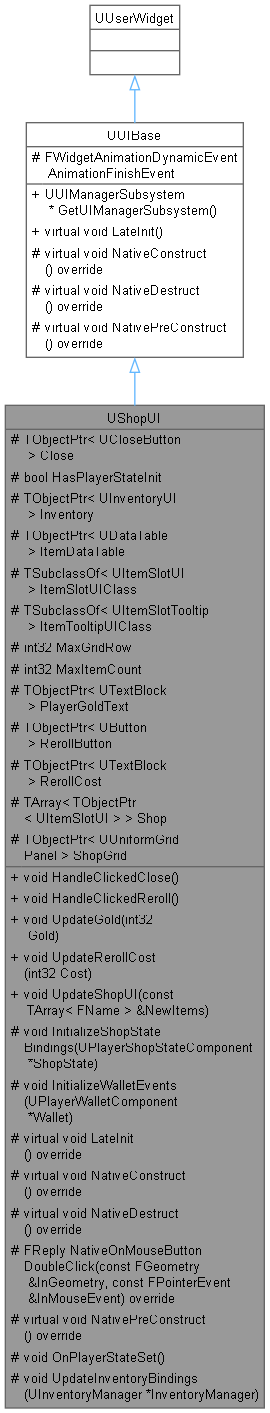 UUserWidget
UUIBase
# FWidgetAnimationDynamicEvent
AnimationFinishEvent
+ UUIManagerSubsystem
* GetUIManagerSubsystem()
+ virtual void LateInit()
# virtual void NativeConstruct
() override
# virtual void NativeDestruct
() override
# virtual void NativePreConstruct
() override
UShopUI
# TObjectPtr< UCloseButton
> Close
# bool HasPlayerStateInit
# TObjectPtr< UInventoryUI
> Inventory
# TObjectPtr< UDataTable
> ItemDataTable
# TSubclassOf< UItemSlotUI
> ItemSlotUIClass
# TSubclassOf< UItemSlotTooltip
> ItemTooltipUIClass
# int32 MaxGridRow
# int32 MaxItemCount
# TObjectPtr< UTextBlock
> PlayerGoldText
# TObjectPtr< UButton
> RerollButton
# TObjectPtr< UTextBlock
> RerollCost
# TArray< TObjectPtr
< UItemSlotUI > > Shop
# TObjectPtr< UUniformGrid
Panel > ShopGrid
+ void HandleClickedClose()
+ void HandleClickedReroll()
+ void UpdateGold(int32
Gold)
+ void UpdateRerollCost
(int32 Cost)
+ void UpdateShopUI(const
TArray< FName > &NewItems)
# void InitializeShopState
Bindings(UPlayerShopStateComponent
*ShopState)
# void InitializeWalletEvents
(UPlayerWalletComponent
*Wallet)
# virtual void LateInit
() override
# virtual void NativeConstruct
() override
# virtual void NativeDestruct
() override
# FReply NativeOnMouseButton
DoubleClick(const FGeometry
&InGeometry, const FPointerEvent
&InMouseEvent) override
# virtual void NativePreConstruct
() override
# void OnPlayerStateSet()
# void UpdateInventoryBindings
(UInventoryManager *InventoryManager)